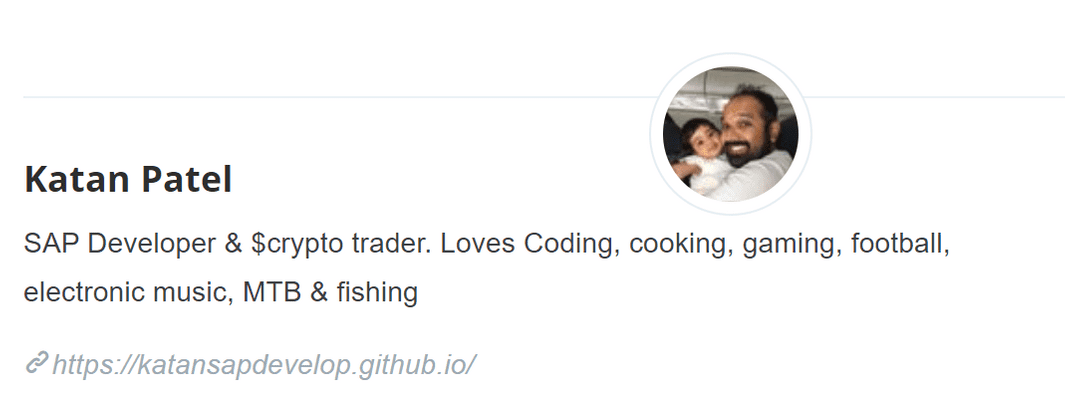 Katan Patel
SAP Developer & $crypto trader. Loves Coding, cooking, gaming, football,
electronic music, MTB & fishing
https://katansapdevelop.github.io/